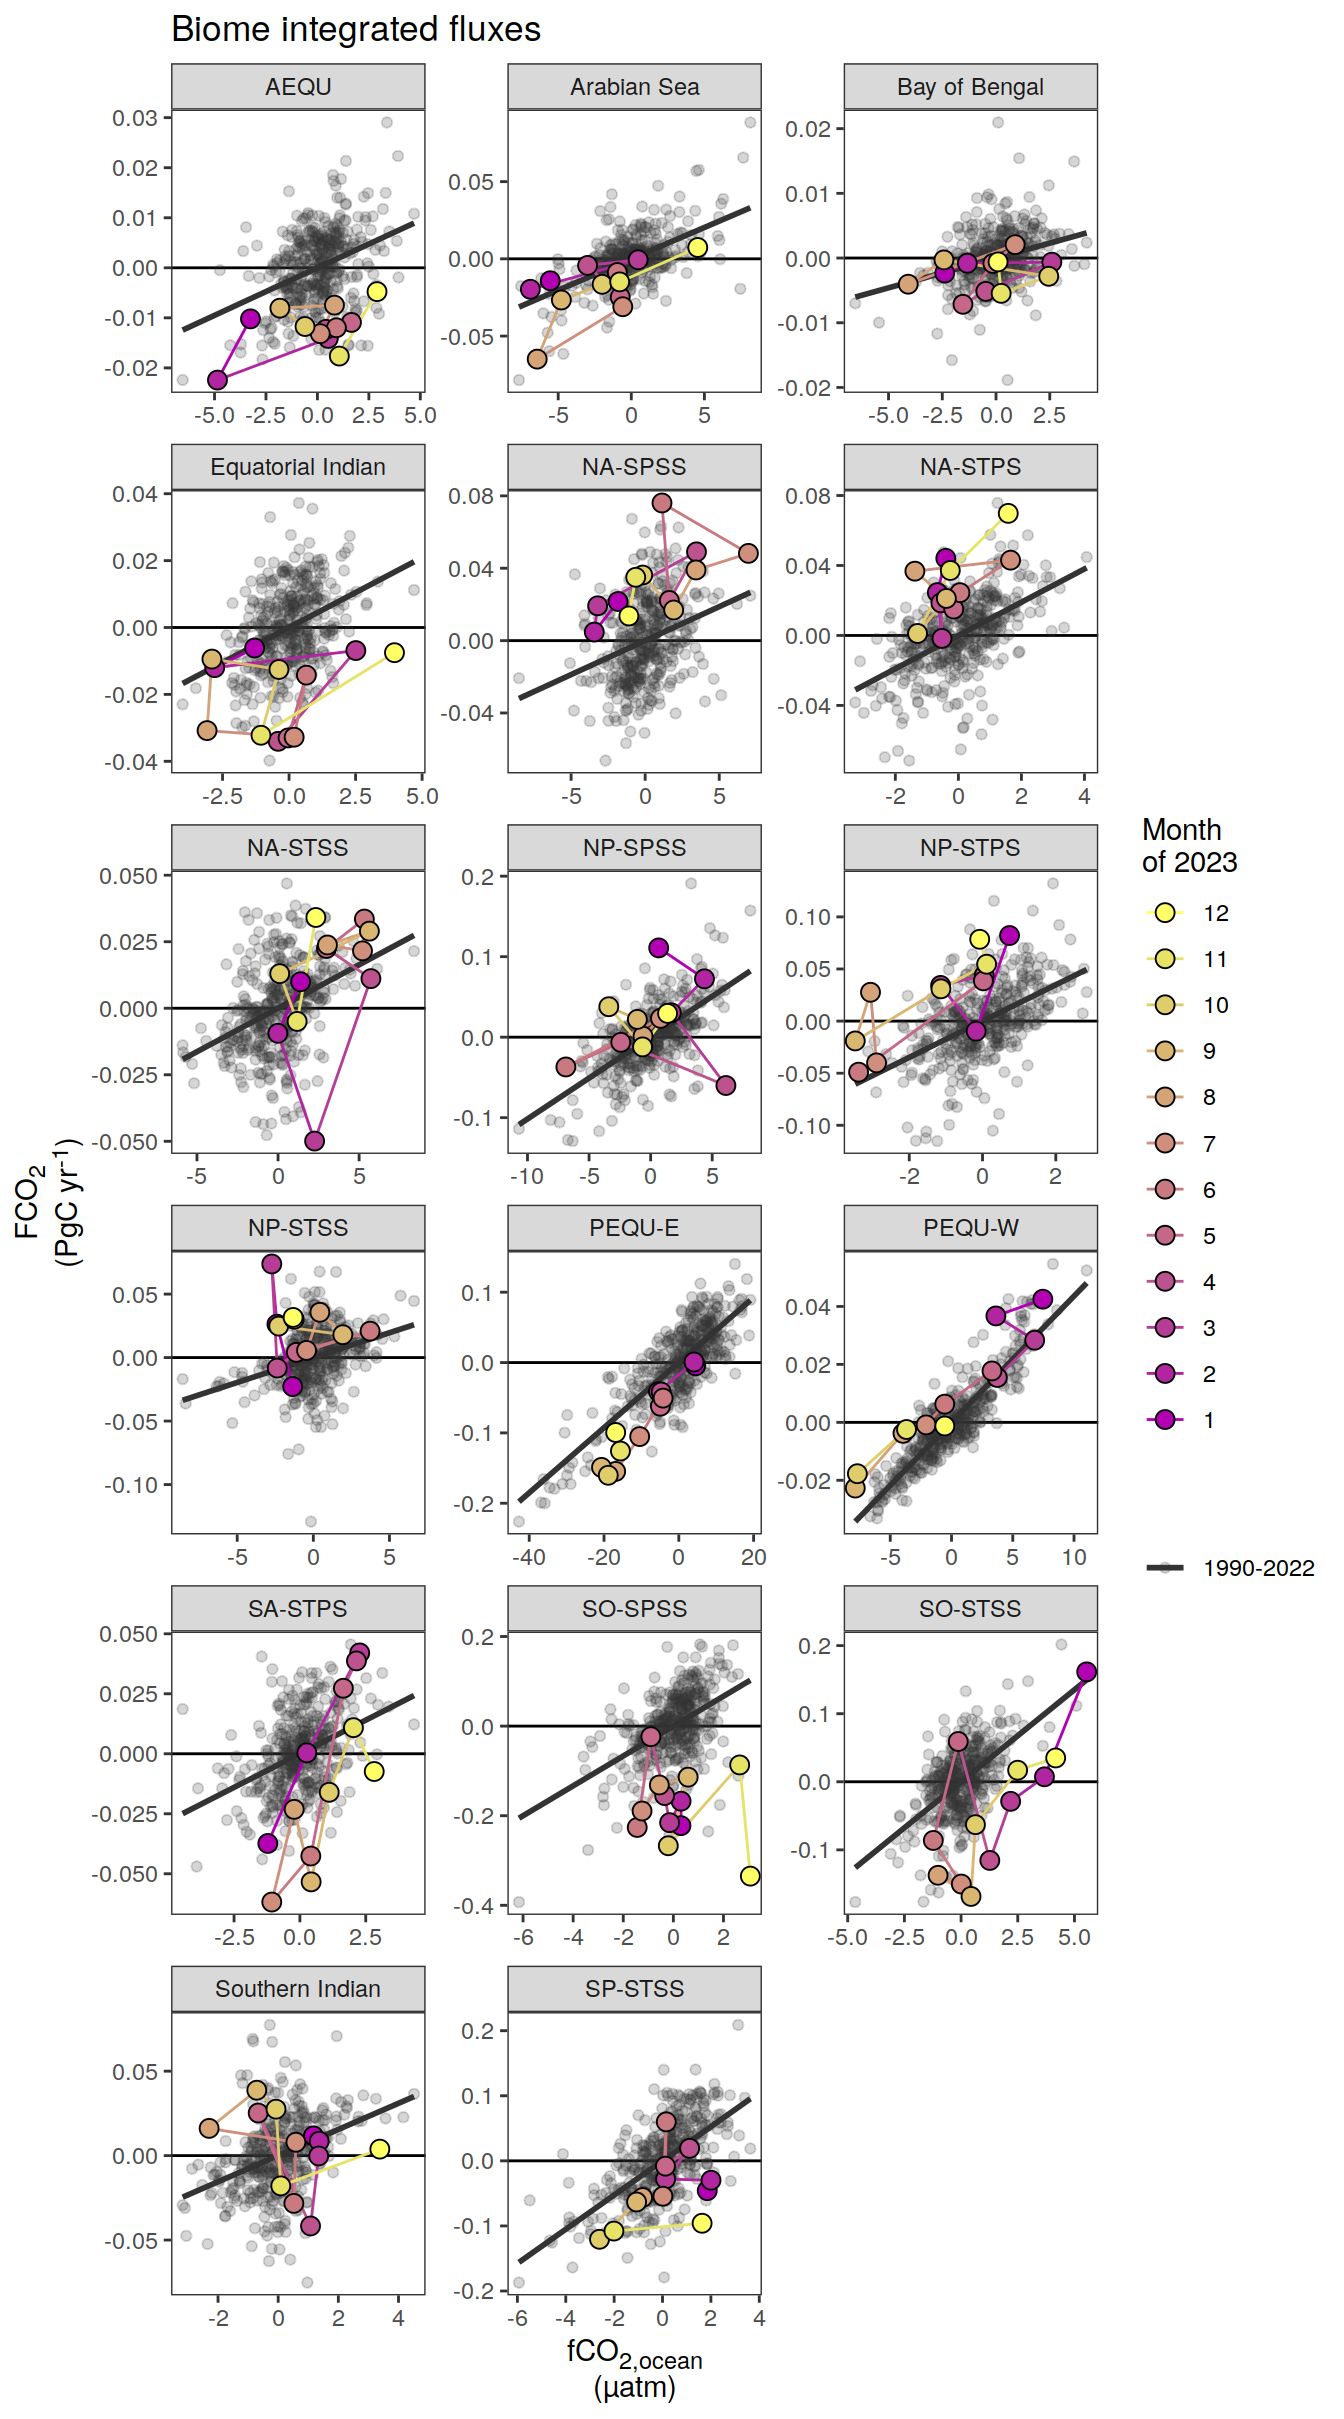 Biome integrated fluxes
AEQU Arabian Sea Bay of Bengal
0.03
0.02
0.01
0.00
-0.01
-0.02
-5.0 -2.5 0.0 2.5 5.0
0.05
0.00
-0.05
-5 0 5
0.02
0.01
0.00
-0.01
-0.02
-5.0 -2.5 0.0 2.5
Equatorial Indian NA-SPSS NA-STPS
0.04
0.02
0.00
-0.02
-0.04
-2.5 0.0 2.5 5.0
0.08
0.04
0.00
-0.04
-5 0 5
0.08
0.04
0.00
-0.04
-2 0 2 4
NA-STSS NP-SPSS NP-STPS
0.050
0.025
0.000
-0.025
-0.050
-5 0 5
0.2
0.1
0.0
-0.1
-10 -5 0 5
0.10
0.05
0.00
-0.05
-0.10
-2 0 2
NP-STSS PEQU-E PEQU-W
0.05
0.00
-0.05
-0.10
-5 0 5
0.1
0.0
-0.1
-0.2
-40 -20 0 20
0.04
0.02
0.00
-0.02
-5 0 5 10
SA-STPS SO-SPSS SO-STSS
0.050
0.025
0.000
-0.025
-0.050
-2.5 0.0 2.5
0.2
0.0
-0.2
-0.4
-6 -4 -2 0 2
0.2
0.1
0.0
-0.1
-5.0 -2.5 0.0 2.5 5.0
Southern Indian SP-STSS
0.05
0.00
-0.05
-2 0 2 4
0.2
0.1
0.0
-0.1
-0.2
-6 -4 -2 0 2 4
FCO2
(PgC yr-1)
fCO2,ocean
(µatm)
Month
of 2023
12
11
10
9
8
7
6
5
4
3
2
1
1990-2022